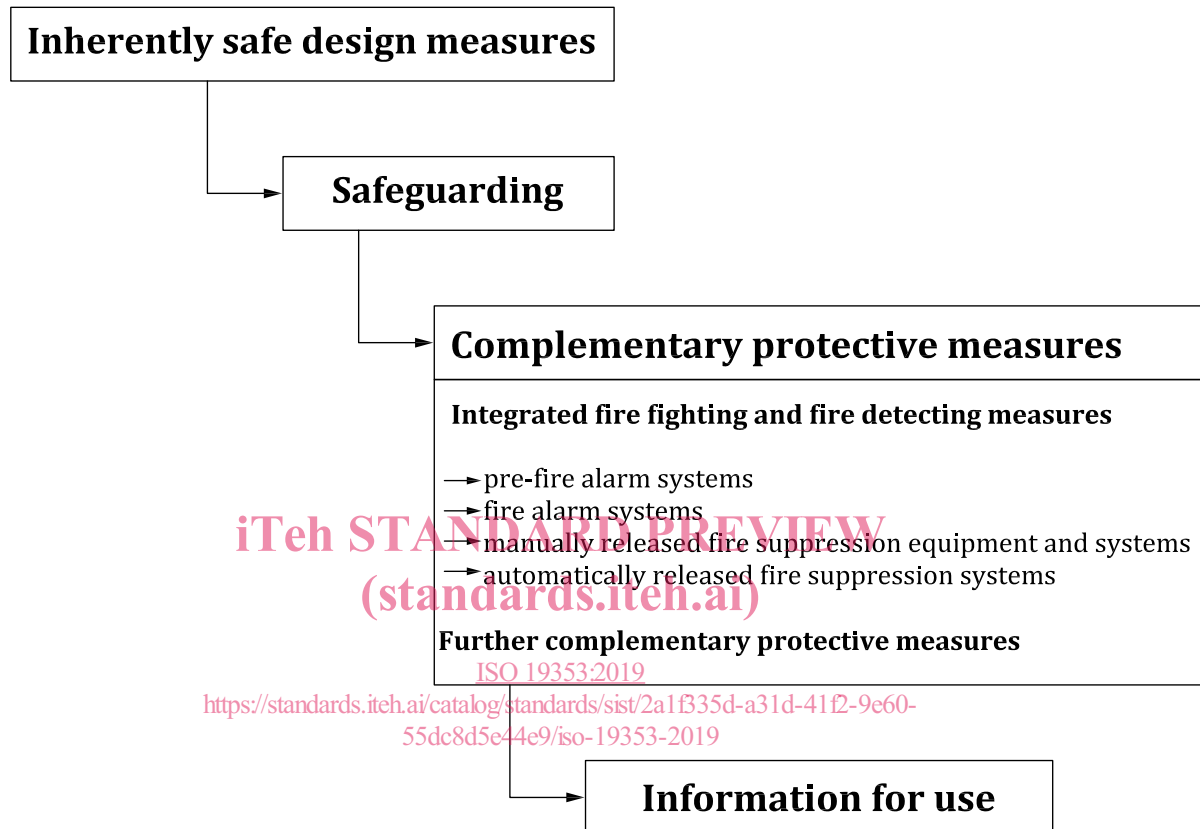 Inherently safe design measures
Safeguarding
Complementary protective measures
Integrated fire fighting and fire detecting measures
pre-fire alarm systems
fire alarm systems
iTeh STANDARD PREVIEW
manually released fire suppression equipment and systems
automatically released fire suppression systems
(standards.iteh.ai)
Further complementary protective measures
ISO 19353:2019
https://standards.iteh.ai/catalog/standards/sist/2a1f335d-a31d-41f2-9e60-
55dc8d5e44e9/iso-19353-2019
Information for use